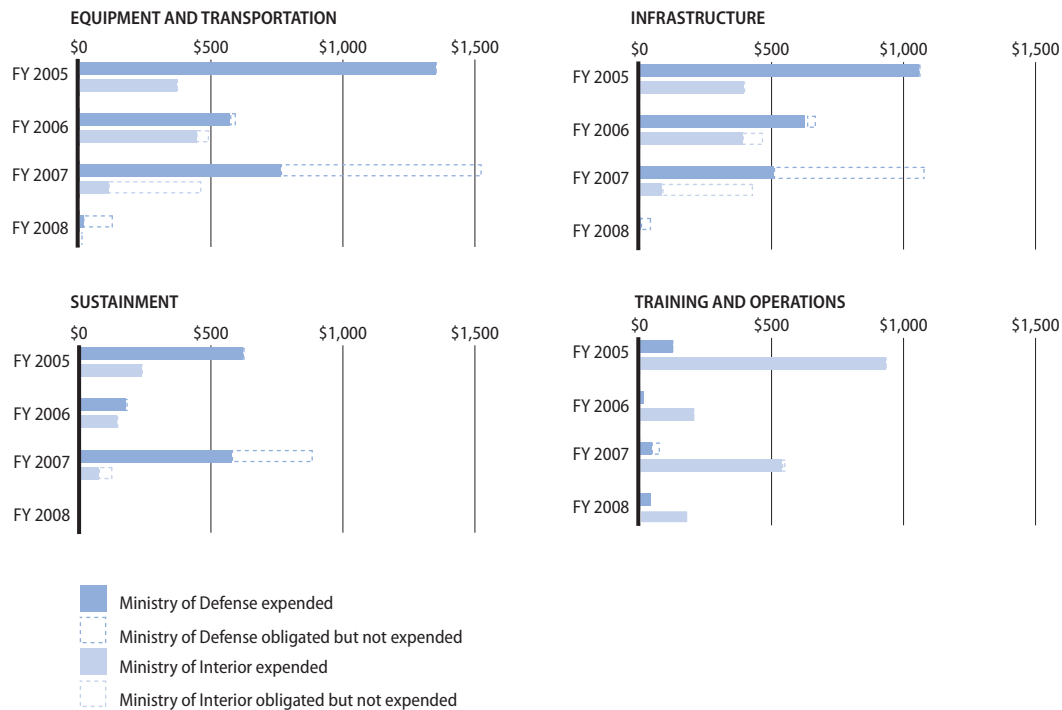 EQUIPMENT AND TRANSPORTATION
$0 $500 $1,000 $1,500
FY 2005
FY 2006
FY 2007
FY 2008
INFRASTRUCTURE
$0 $500 $1,000 $1,500
FY 2005
FY 2006
FY 2007
FY 2008
SUSTAINMENT
$0 $500 $1,000 $1,500
FY 2005
FY 2006
FY 2007
FY 2008
TRAINING AND OPERATIONS
$0 $500 $1,000 $1,500
FY 2005
FY 2006
FY 2007
FY 2008
Ministry of Defense expended
Ministry of Defense obligated but not expended
Ministry of Interior expended
Ministry of Interior obligated but not expended